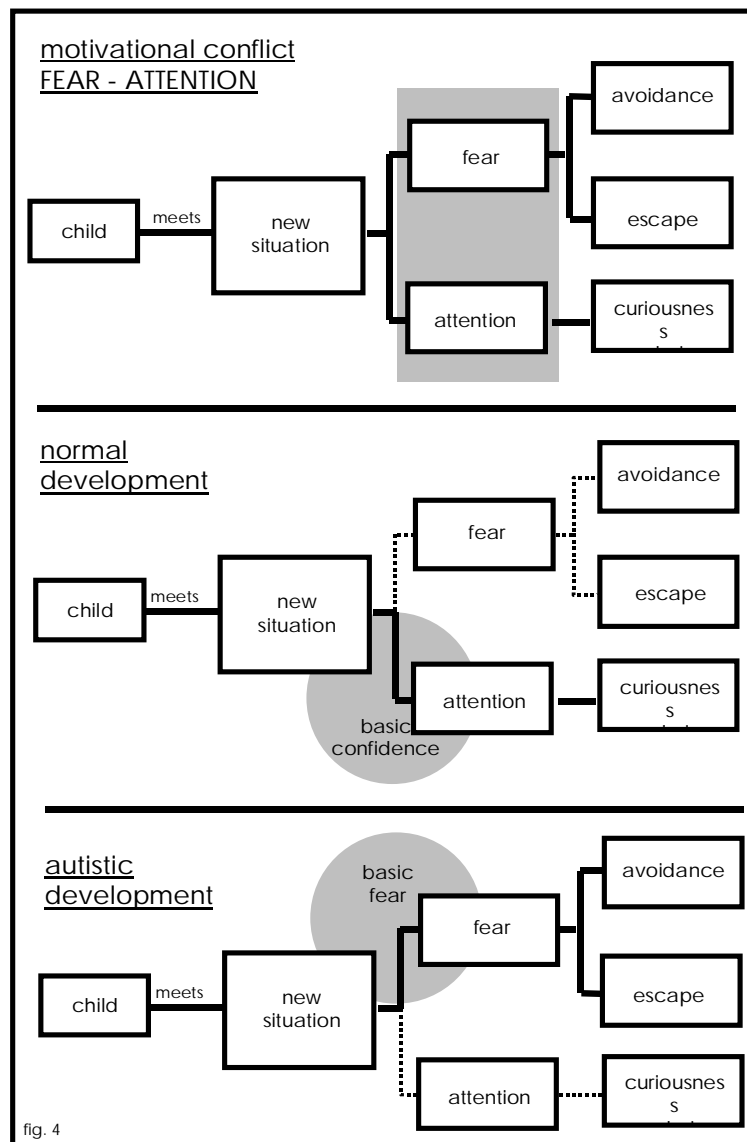 motivational conflict
FEAR - ATTENTION
avoidance
fear
child
meets
new
situation
escape
attention
curiousnes
s
normal
development
avoidance
fear
child
meets
new
situation
escape
attention
curiousnes
s
basic
confidence
autistic
development
basic
fear
avoidance
fear
child
meets
new
situation
escape
attention
curiousnes
s
fig. 4